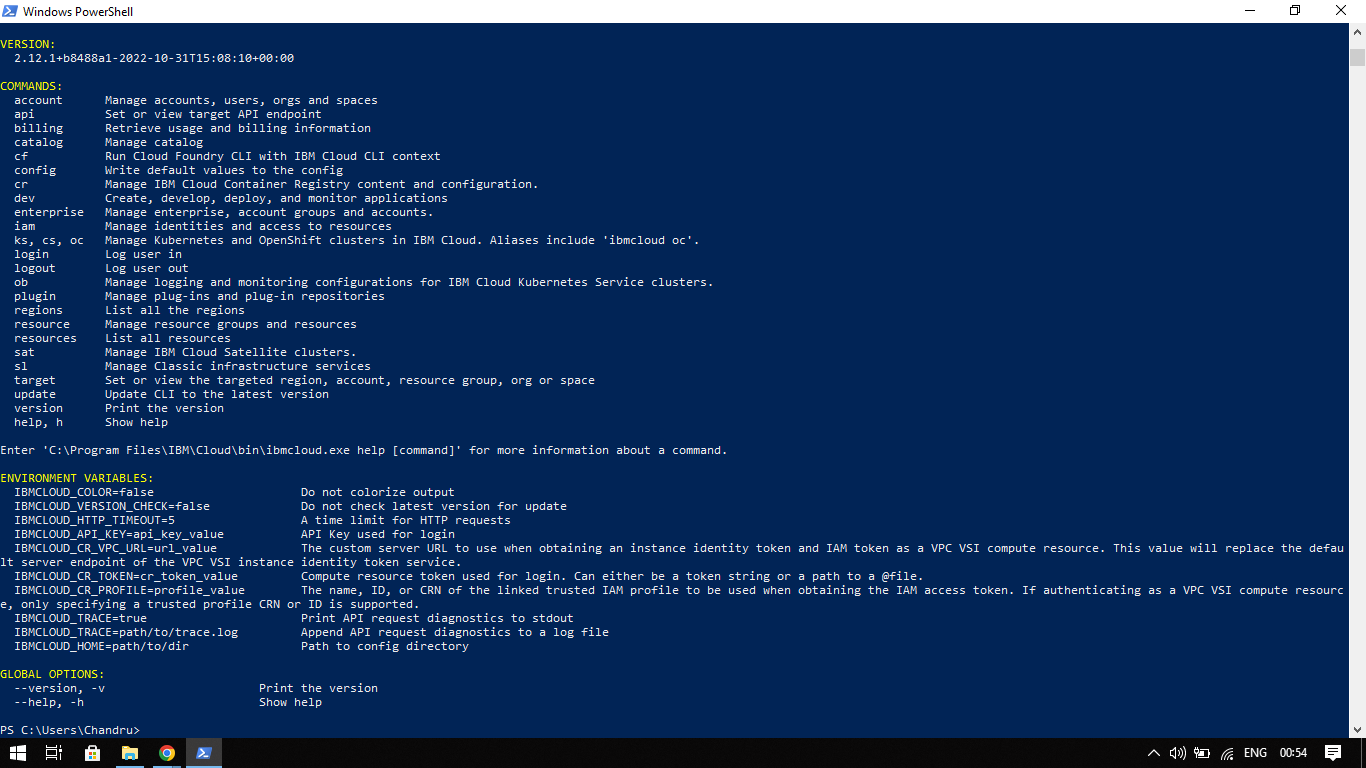 Windows PowerShell
VERSION:
2.12.1+b8488a1-2022-10-31T15:08:10+00:00
COMMANDS:
account Manage accounts, users, orgs and spaces
api Set or view target API endpoint
billing Retrieve usage and billing information
catalog Manage catalog
cf Run Cloud Foundry CLI with IBM Cloud CLI context
config Write default values to the config
cr Manage IBM Cloud Container Registry content and configuration.
dev Create, develop, deploy, and monitor applications
enterprise Manage enterprise, account groups and accounts.
iam Manage identities and access to resources
ks, cs, oc Manage Kubernetes and OpenShift clusters in IBM Cloud. Aliases include 'ibmcloud oc'.
login Log user in
logout Log user out
ob Manage logging and monitoring configurations for IBM Cloud Kubernetes Service clusters.
plugin Manage plug-ins and plug-in repositories
regions List all the regions
resource Manage resource groups and resources
resources List all resources
sat Manage IBM Cloud Satellite clusters.
sl Manage Classic infrastructure services
target Set or view the targeted region, account, resource group, org or space
update Update CLI to the latest version
version Print the version
help, h Show help
Enter 'C:\Program Files\IBM\Cloud\bin\ibmcloud.exe help [command]' for more information about a command.
ENVIRONMENT VARIABLES:
IBMCLOUD_COLOR=false Do not colorize output
IBMCLOUD_VERSION_CHECK=false Do not check latest version for update
IBMCLOUD_HTTP_TIMEOUT=5 A time limit for HTTP requests
IBMCLOUD_API_KEY=api_key_value API Key used for login
IBMCLOUD_CR_VPC_URL=url_value The custom server URL to use when obtaining an instance identity token and IAM token as a VPC VSI compute resource. This value will replace the defau
lt server endpoint of the VPC VSI instance identity token service.
IBMCLOUD_CR_TOKEN=cr_token_value Compute resource token used for login. Can either be a token string or a path to a @file.
IBMCLOUD_CR_PROFILE=profile_value The name, ID, or CRN of the linked trusted IAM profile to be used when obtaining the IAM access token. If authenticating as a VPC VSI compute resourc
e, only specifying a trusted profile CRN or ID is supported.
IBMCLOUD_TRACE=true Print API request diagnostics to stdout
IBMCLOUD_TRACE=path/to/trace.log Append API request diagnostics to a log file
IBMCLOUD_HOME=path/to/dir Path to config directory
GLOBAL OPTIONS:
--version, -v Print the version
--help, -h Show help
PS C:\Users\Chandru>
ENG 00:54